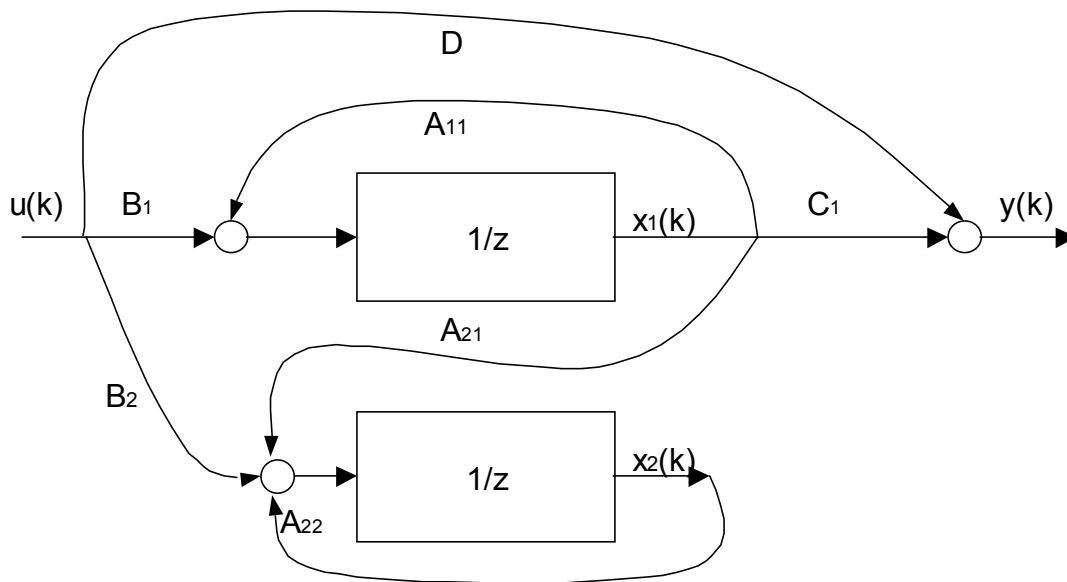 D
A11
u(k)
B1
1/z
x1(k)
C1
y(k)
A21
B2
1/z
x2(k)
A22